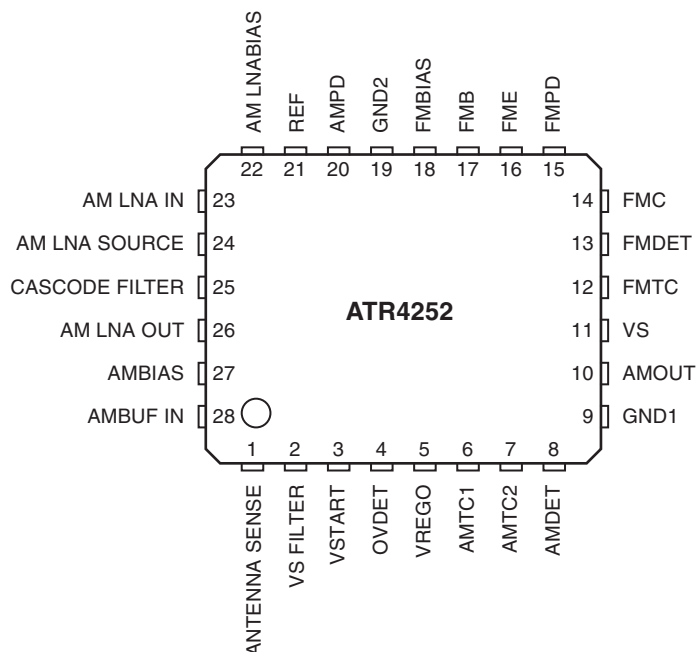 AM LNABIAS
REF
AMPD
GND2
FMBIAS
FMB
FME
FMPD
22 21 20 19 18 17 16 15
AM LNA IN 23
14 FMC
AM LNA SOURCE 24
13 FMDET
CASCODE FILTER 25
12 FMTC
ATR4252
AM LNA OUT 26
11 VS
AMBIAS 27
10 AMOUT
AMBUF IN 28
9 GND1
1 2 3 4 5 6 7 8
ANTENNA SENSE
VS FILTER
VSTART
OVDET
VREGO
AMTC1
AMTC2
AMDET